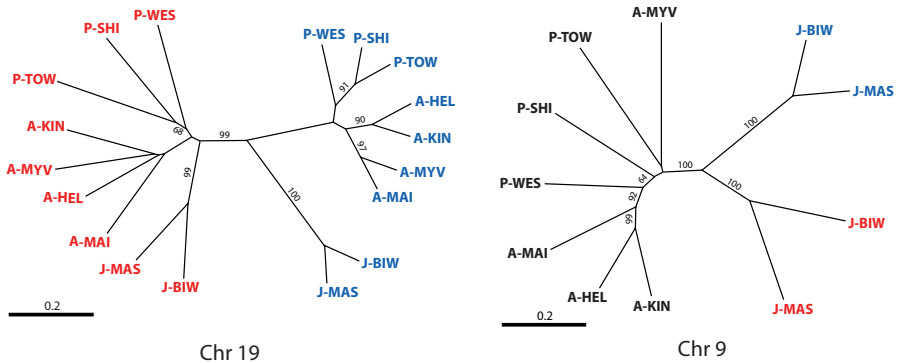 P-WES
P-SHI
P-TOW
A-KIN
A-MYV
A-HEL
A-MAI
J-MAS
J-BIW
68
99
99
100
P-WES
P-SHI
P-TOW
91
A-HEL
90
A-KIN
97
A-MYV
A-MAI
J-BIW
J-MAS
0.2
Chr 19
A-MYV
P-TOW
P-SHI
P-WES
A-MAI
A-HEL
A-KIN
64
92
99
100
100
100
J-BIW
J-MAS
J-BIW
J-MAS
0.2
Chr 9